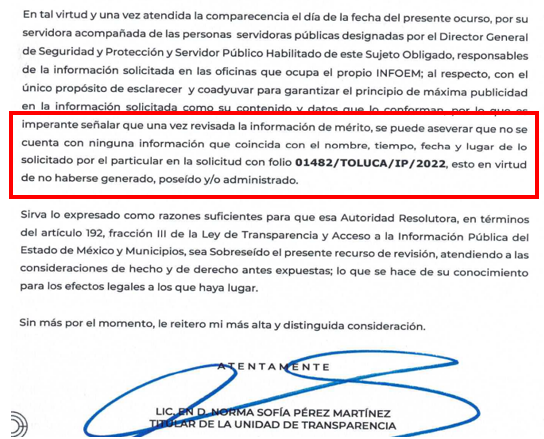 En tal virtud y una vez atendida la comparecencia el día de la fecha del presente ocurso, por su
servidora acompañada de las personas servidoras públicas designadas por el Director General
de Seguridad y Protección y Servidor Público Habilitado de este Sujeto Obligado, responsables
de la información solicitada en las oficinas que ocupa el propio INFOEM; al respecto, con el
único propósito de esclarecer y coadyuvar para garantizar el principio de máxima publicidad
en la información solicitada como su contenido y datos que lo conforman, por lo que es
imperante señalar que una vez revisada la información de mérito, se puede aseverar que no se
cuenta con ninguna información que coincida con el nombre, tiempo, fecha y lugar de lo
solicitado por el particular en la solicitud con folio 01482/TOLUCA/IP/2022, esto en virtud
de no haberse generado, poseído y/o administrado.
Sirva lo expresado como razones suficientes para que esa Autoridad Resolutora, en términos
del artículo 192, fracción III de la Ley de Transparencia y Acceso a la Información Pública del
Estado de México y Municipios, sea Sobreseído el presente recurso de revisión, atendiendo a las
consideraciones de hecho y de derecho antes expuestas; lo que se hace de su conocimiento
para los efectos legales a los que haya lugar.
Sin más por el momento, le reitero mi más alta y distinguida consideración.
ATENTAMENTE
LIC. EN D. NORMA SOFÍA PÉREZ MARTÍNEZ
TITULAR DE LA UNIDAD DE TRANSPARENCIA